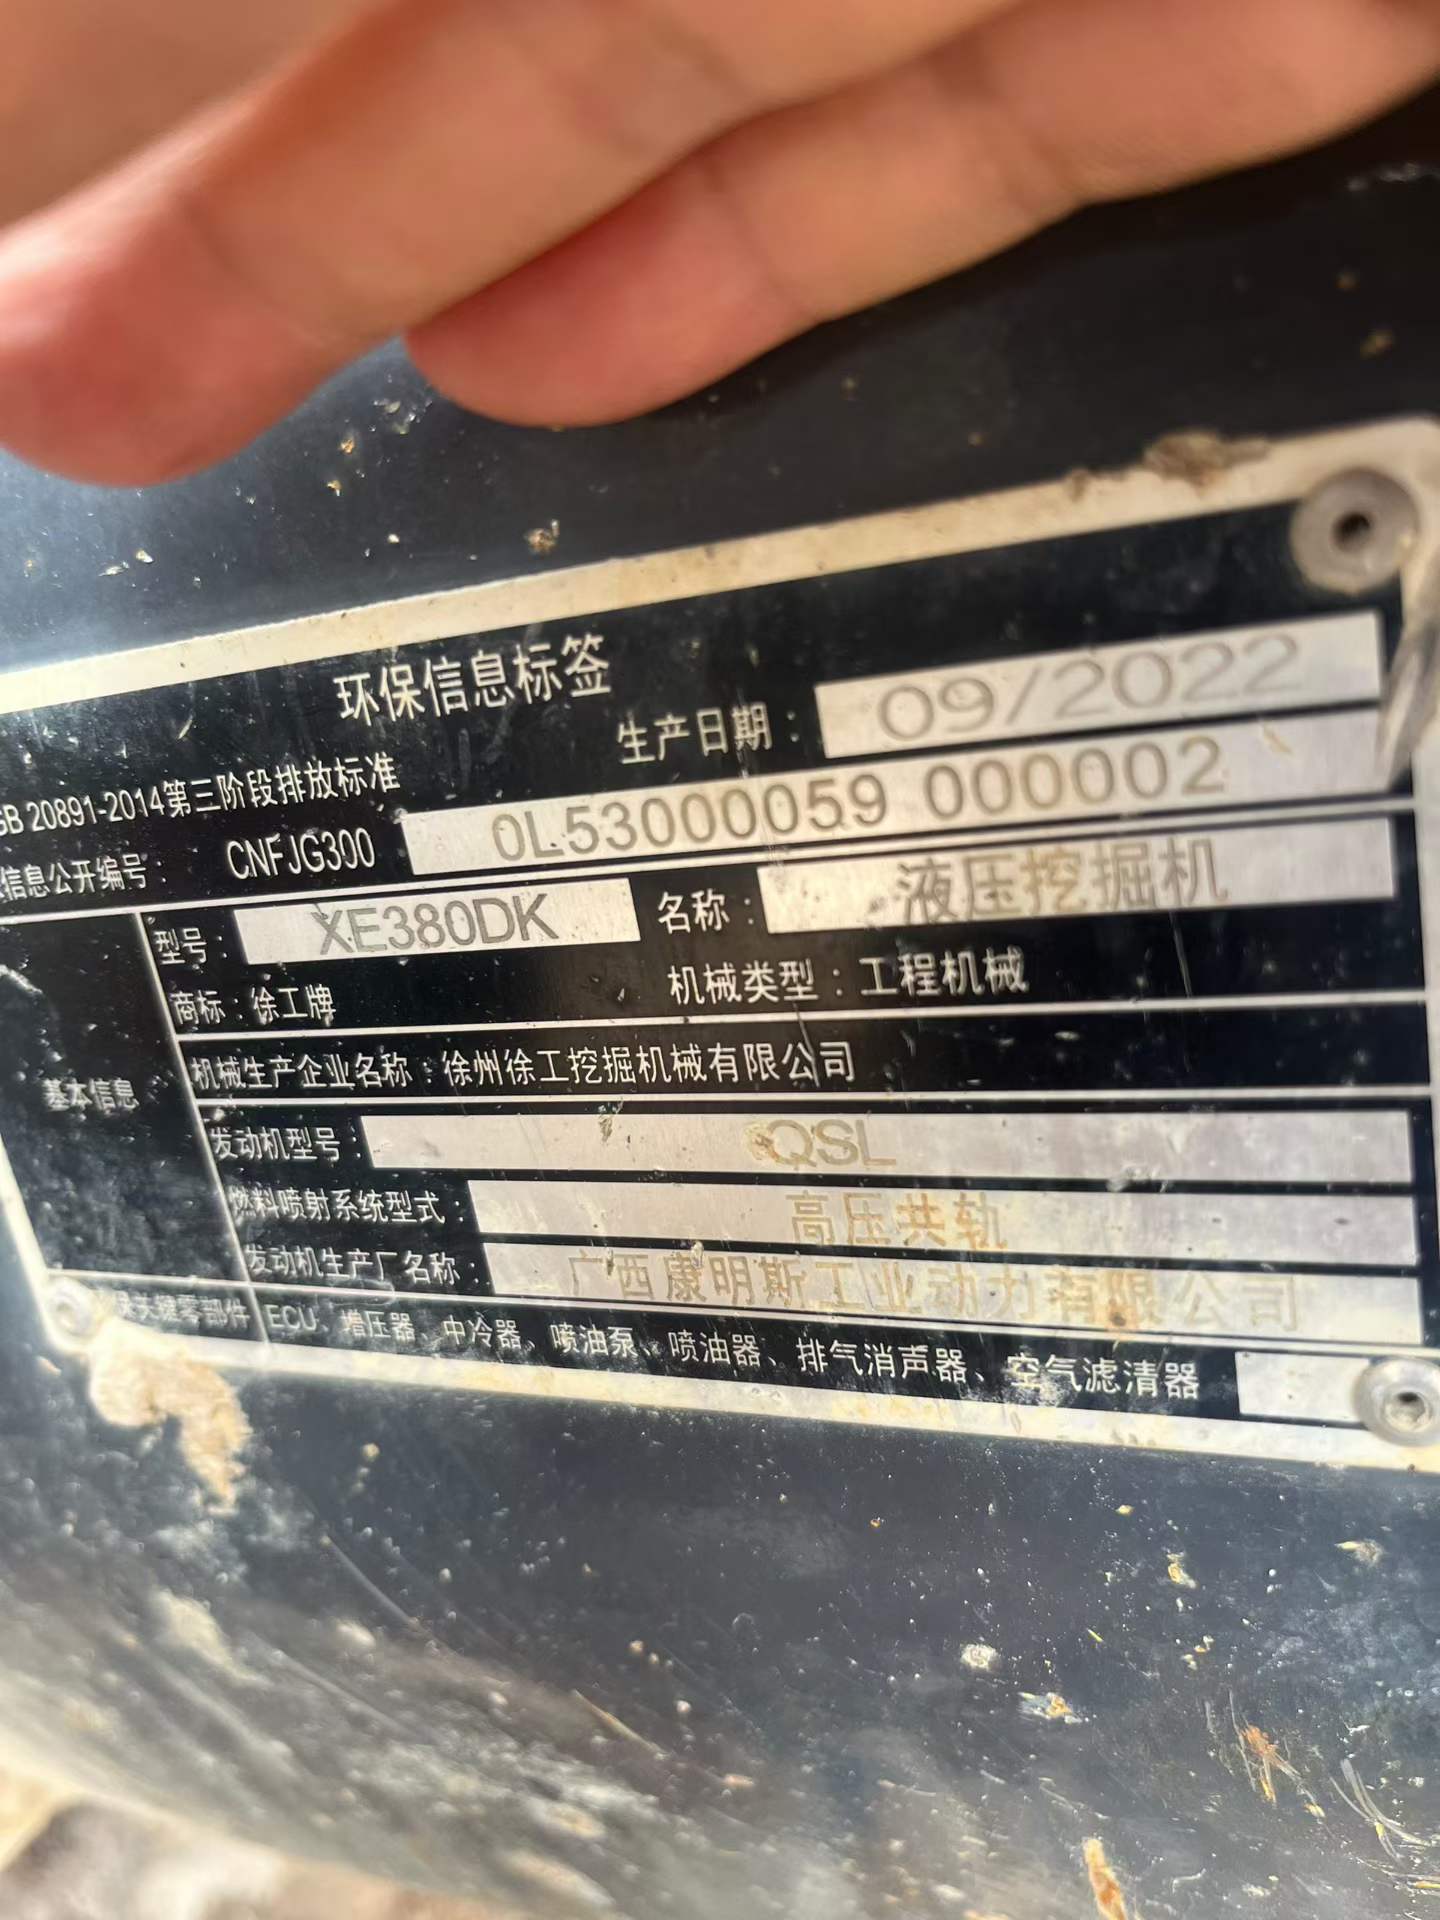 环保信息标签
生产日期：09/2022
GB 20891-2014第三阶段排放标准
信息公开编号：CNFJG300 0L53000059 000002
型号：XE380DK 名称：液压挖掘机
商标：徐工牌 机械类型：工程机械
基本信息
机械生产企业名称：徐州徐工挖掘机械有限公司
发动机型号：QSL
燃料喷射系统型式：高压共轨
发动机生产厂名称：广西康明斯工业动力有限公司
关键零部件 ECU、增压器、中冷器、喷油泵、喷油器、排气消声器、空气滤清器